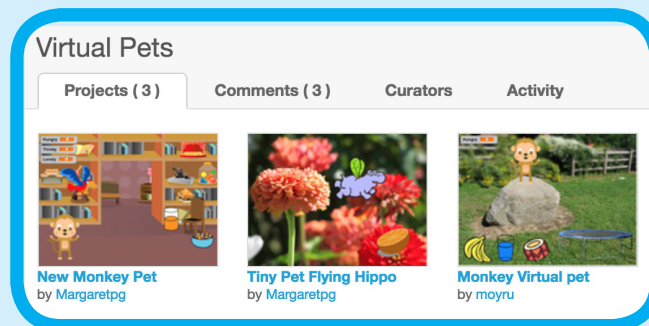 Virtual Pets
Projects ( 3 ) Comments ( 3 ) Curators Activity
New Monkey Pet Tiny Pet Flying Hippo Monkey Virtual pet
by Margaretpg by Margaretpg by moyru